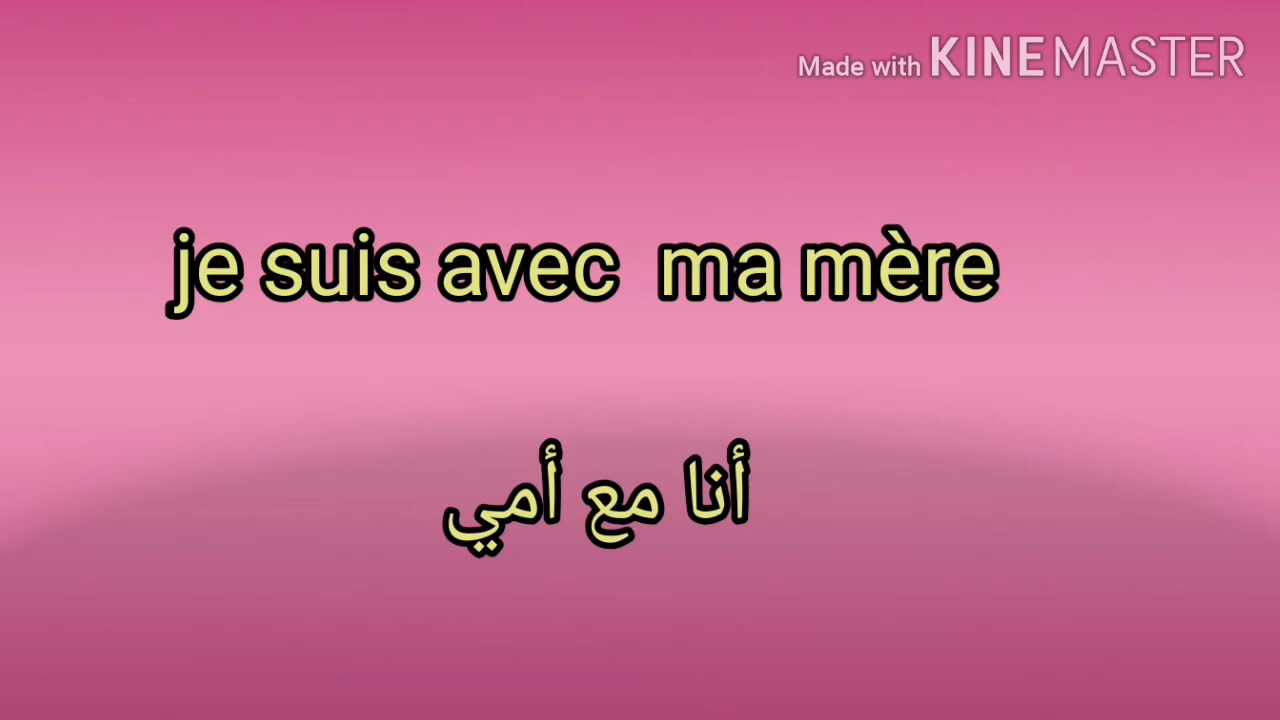 Made with KINEMASTER
je suis avec ma mère
أنا مع أمي